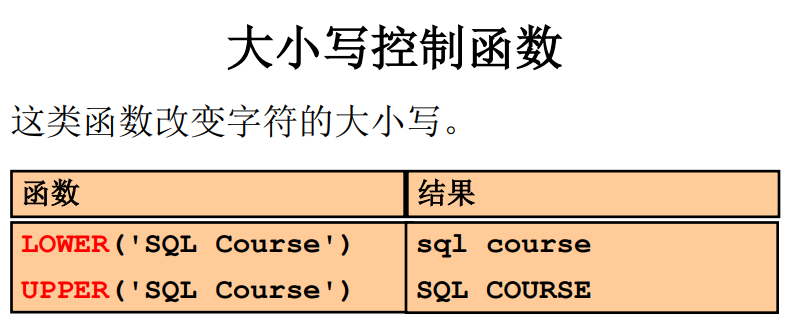 大小写控制函数
这类函数改变字符的大小写。
函数 结果
LOWER('SQL Course') sql course
UPPER('SQL Course') SQL COURSE